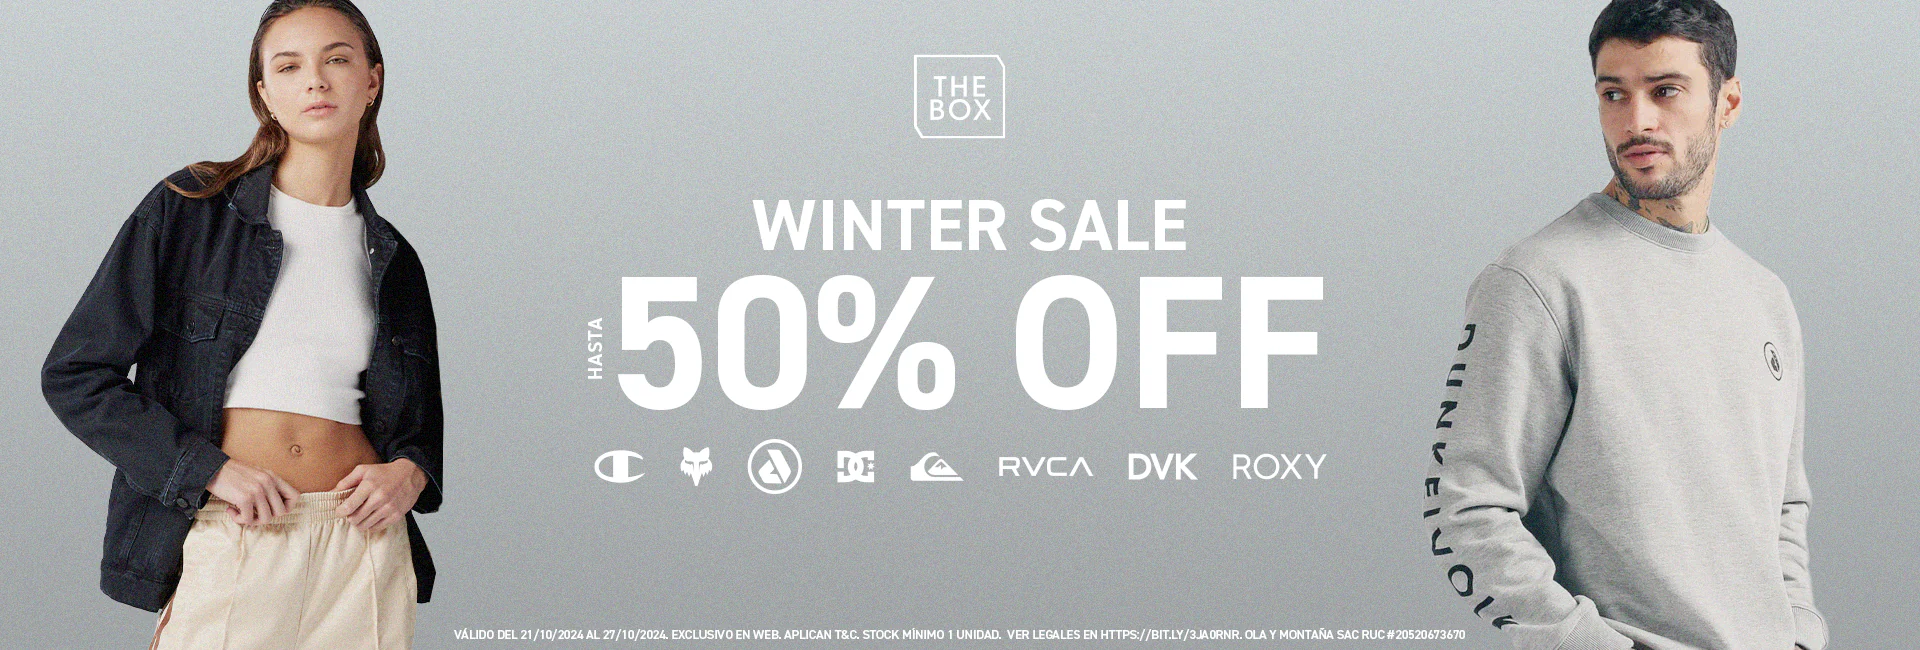 THE
BOX
WINTER SALE
HASTA
50% OFF
RVCA DVK ROXY
VÁLIDO DEL 21/10/2024 AL 27/10/2024. EXCLUSIVO EN WEB. APLICAN T&C. STOCK MÍNIMO 1 UNIDAD. VER LEGALES EN HTTPS://BIT.LY/3JA0RNR. OLA Y MONTAÑA SAC RUC #20520673670